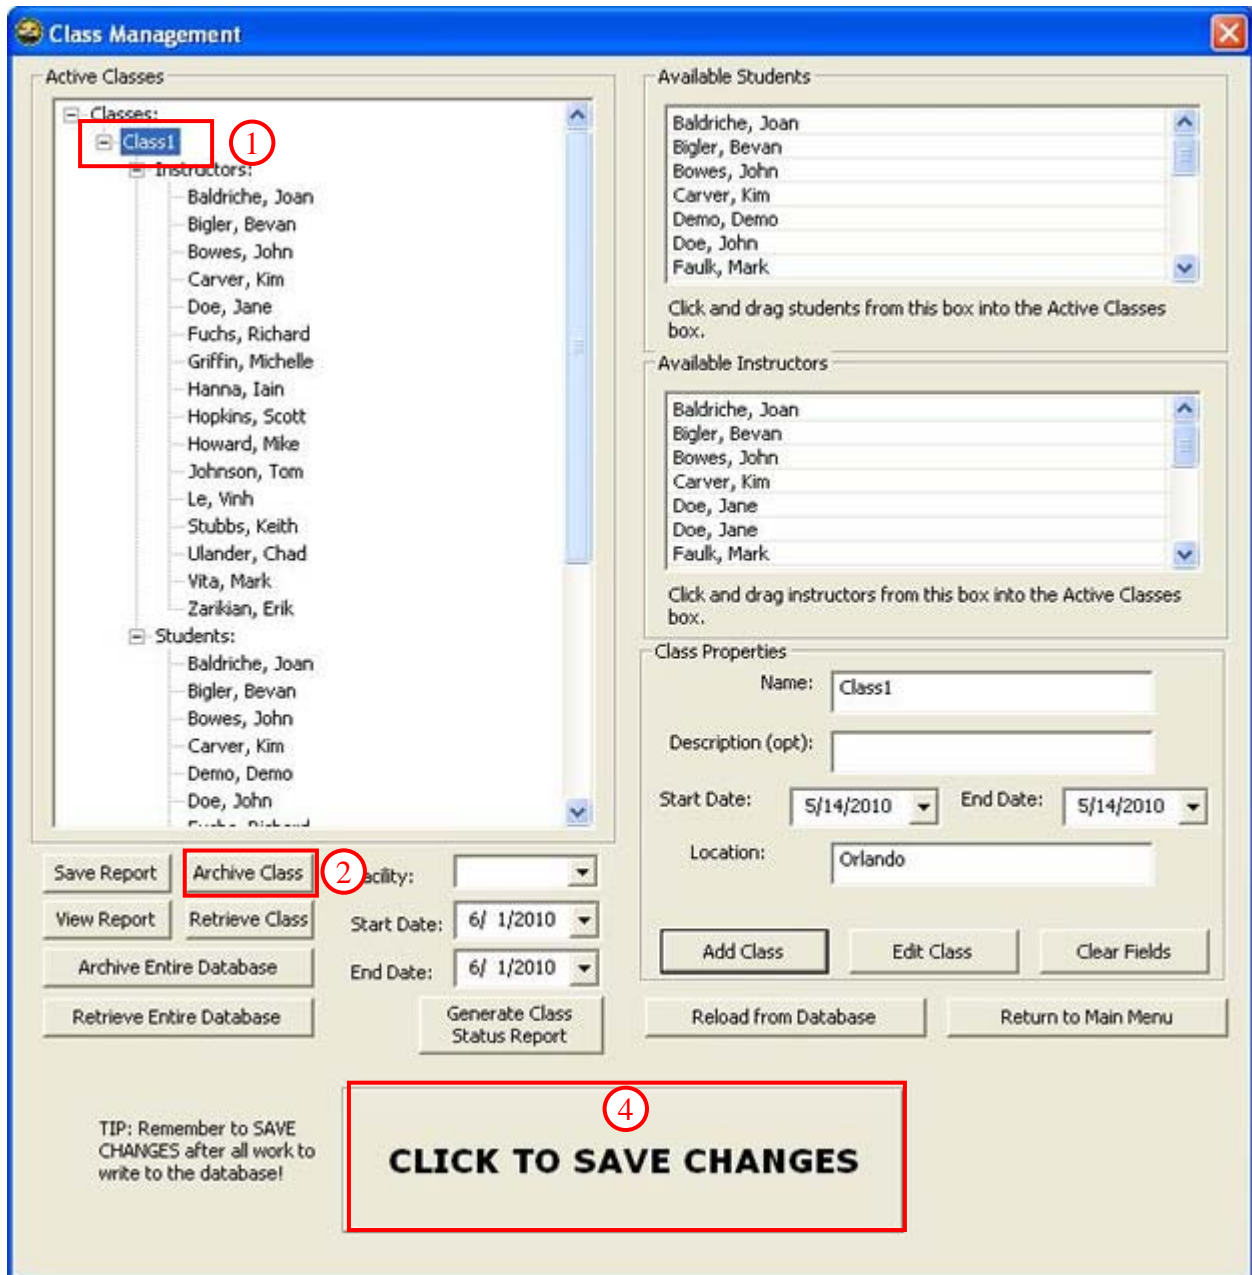 Class Management
Active Classes
Classes:
Class1
1
Instructors:
Baldriche, Joan
Bigler, Bevan
Bowes, John
Carver, Kim
Doe, Jane
Fuchs, Richard
Griffin, Michelle
Hanna, Iain
Hopkins, Scott
Howard, Mike
Johnson, Tom
Le, Vinh
Stubbs, Keith
Ulander, Chad
Vita, Mark
Zarikian, Erik
Students:
Baldriche, Joan
Bigler, Bevan
Bowes, John
Carver, Kim
Demo, Demo
Doe, John
Available Students
Baldriche, Joan
Bigler, Bevan
Bowes, John
Carver, Kim
Demo, Demo
Doe, John
Faulk, Mark
Click and drag students from this box into the Active Classes
box.
Available Instructors
Baldriche, Joan
Bigler, Bevan
Bowes, John
Carver, Kim
Doe, Jane
Doe, Jane
Faulk, Mark
Click and drag instructors from this box into the Active Classes
box.
Class Properties
Name: Class1
Description (opt):
Start Date: 5/14/2010 End Date: 5/14/2010
Location: Orlando
Add Class Edit Class Clear Fields
Save Report Archive Class 2
View Report Retrieve Class Start Date: 6/ 1/2010
Archive Entire Database End Date: 6/ 1/2010
Retrieve Entire Database
Generate Class
Status Report
Reload from Database Return to Main Menu
TIP: Remember to SAVE
CHANGES after all work to
write to the database!
4
CLICK TO SAVE CHANGES